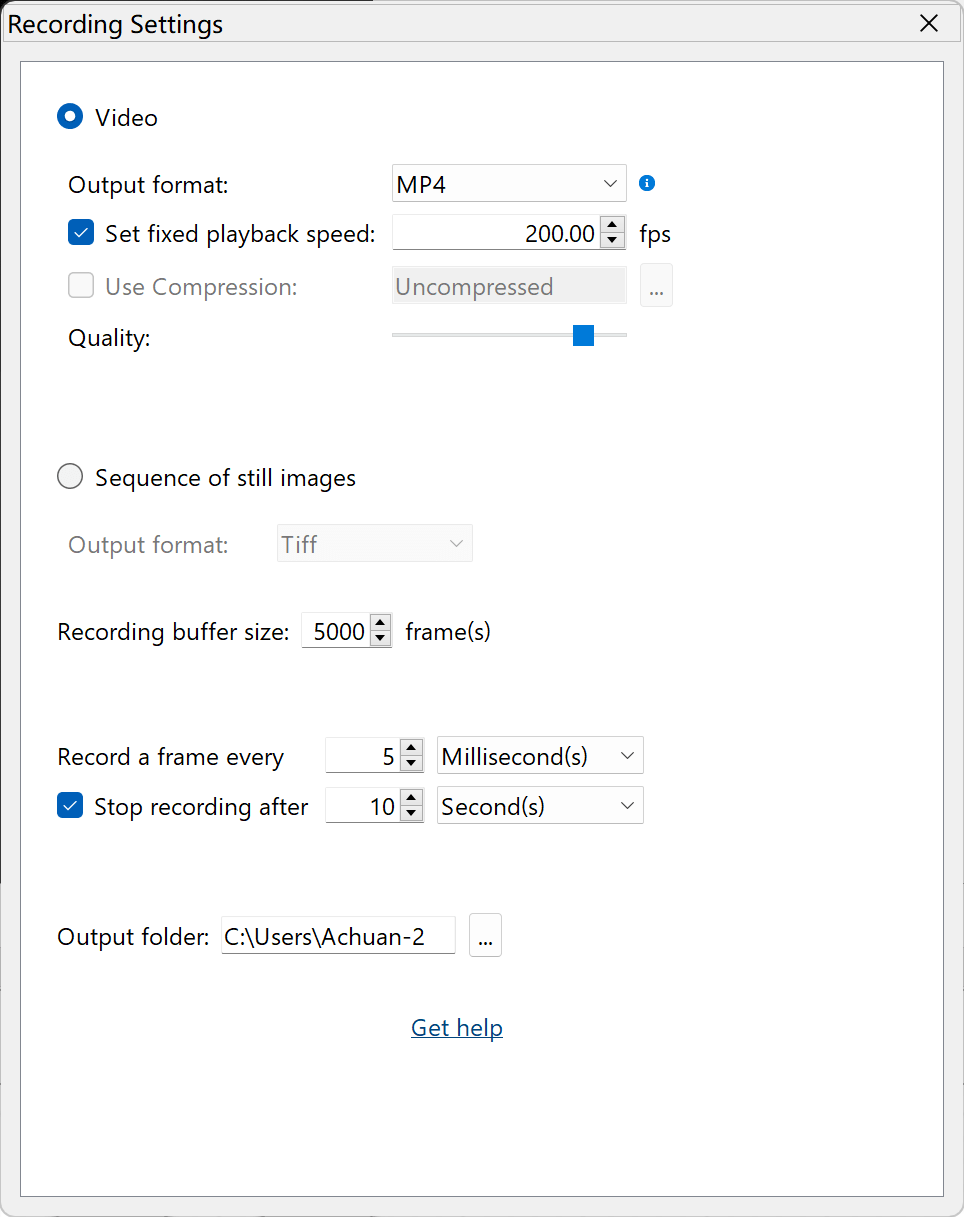 Recording Settings
Video
Output format: MP4
Set fixed playback speed: 200.00 fps
Use Compression: Uncompressed ...
Quality:
Sequence of still images
Output format: Tiff
Recording buffer size: 5000 frame(s)
Record a frame every 5 Millisecond(s)
Stop recording after 10 Second(s)
Output folder: C:\Users\Achuan-2 ...
Get help